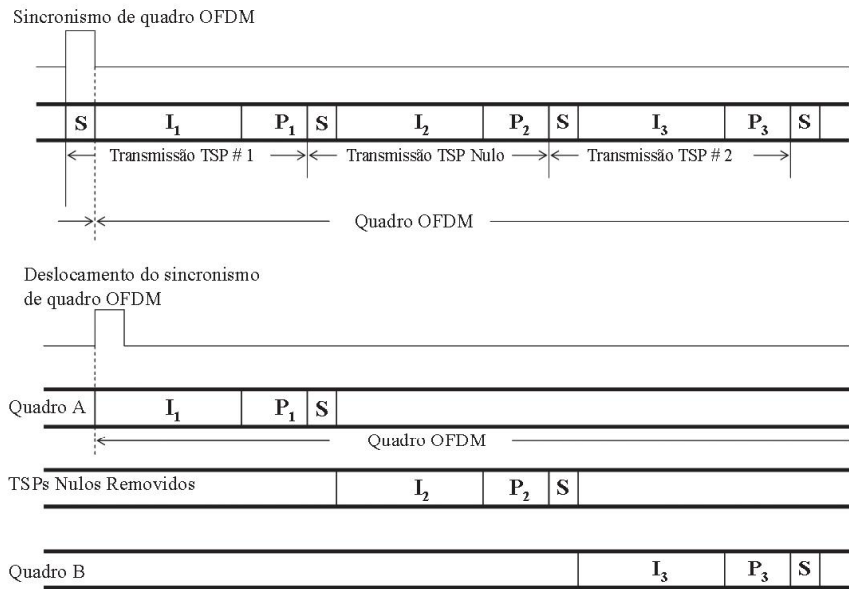 Sincronismo de quadro OFDM
S I₁ P₁ S I₂ P₂ S I₃ P₃ S
Transmissão TSP # 1 Transmissão TSP Nulo Transmissão TSP # 2
Quadro OFDM
Deslocamento do sincronismo
de quadro OFDM
Quadro A I₁ P₁ S
Quadro OFDM
TSPs Nulos Removidos I₂ P₂ S
Quadro B I₃ P₃ S